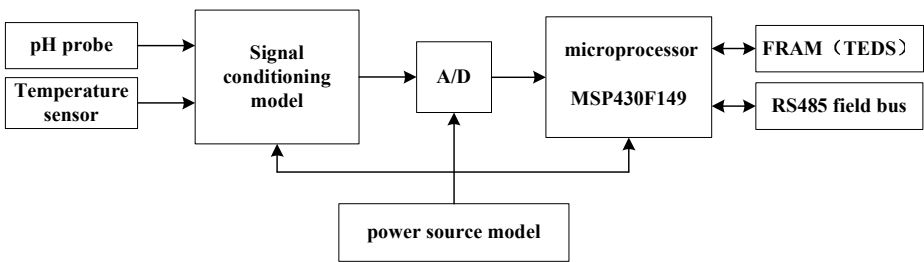 pH probe
Temperature
sensor
Signal
conditioning
model
A/D
microprocessor
MSP430F149
FRAM（TEDS）
RS485 field bus
power source model